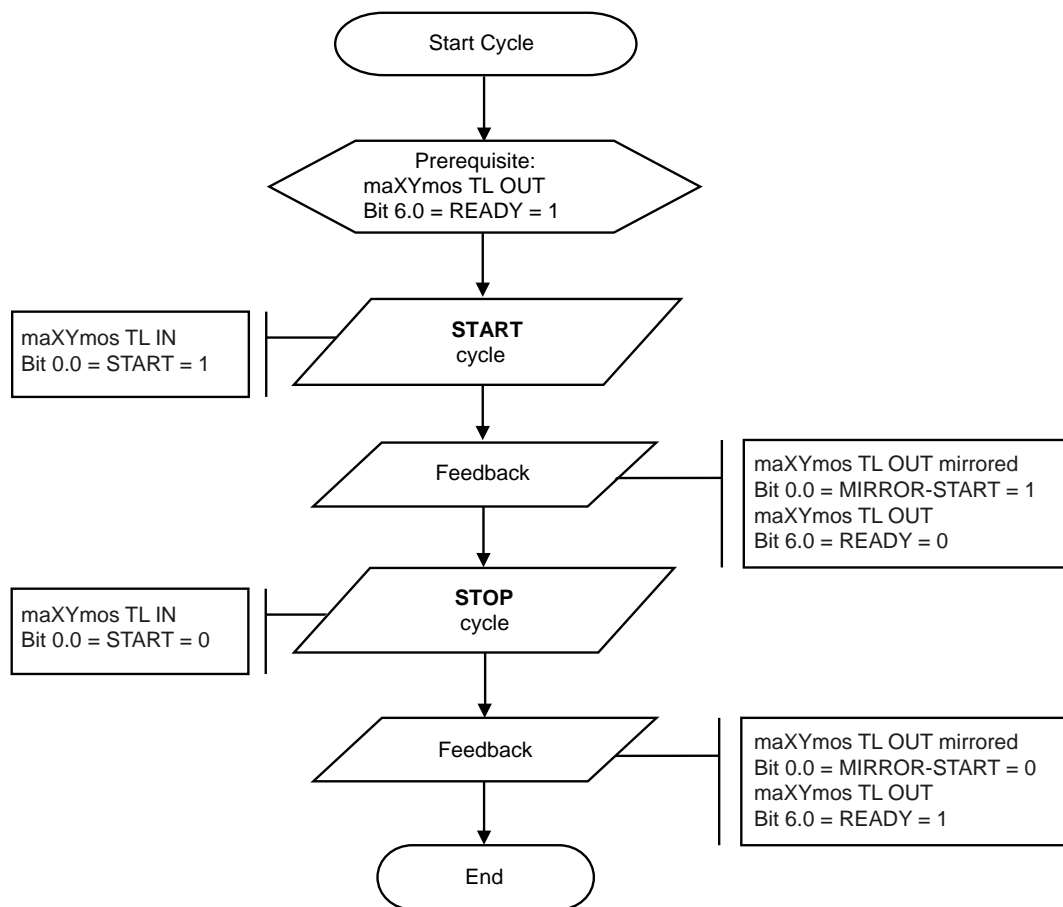 Start Cycle
Prerequisite:
maXYmos TL OUT
Bit 6.0 = READY = 1
maXYmos TL IN
Bit 0.0 = START = 1
START
cycle
Feedback
maXYmos TL OUT mirrored
Bit 0.0 = MIRROR-START = 1
maXYmos TL OUT
Bit 6.0 = READY = 0
maXYmos TL IN
Bit 0.0 = START = 0
STOP
cycle
Feedback
maXYmos TL OUT mirrored
Bit 0.0 = MIRROR-START = 0
maXYmos TL OUT
Bit 6.0 = READY = 1
End